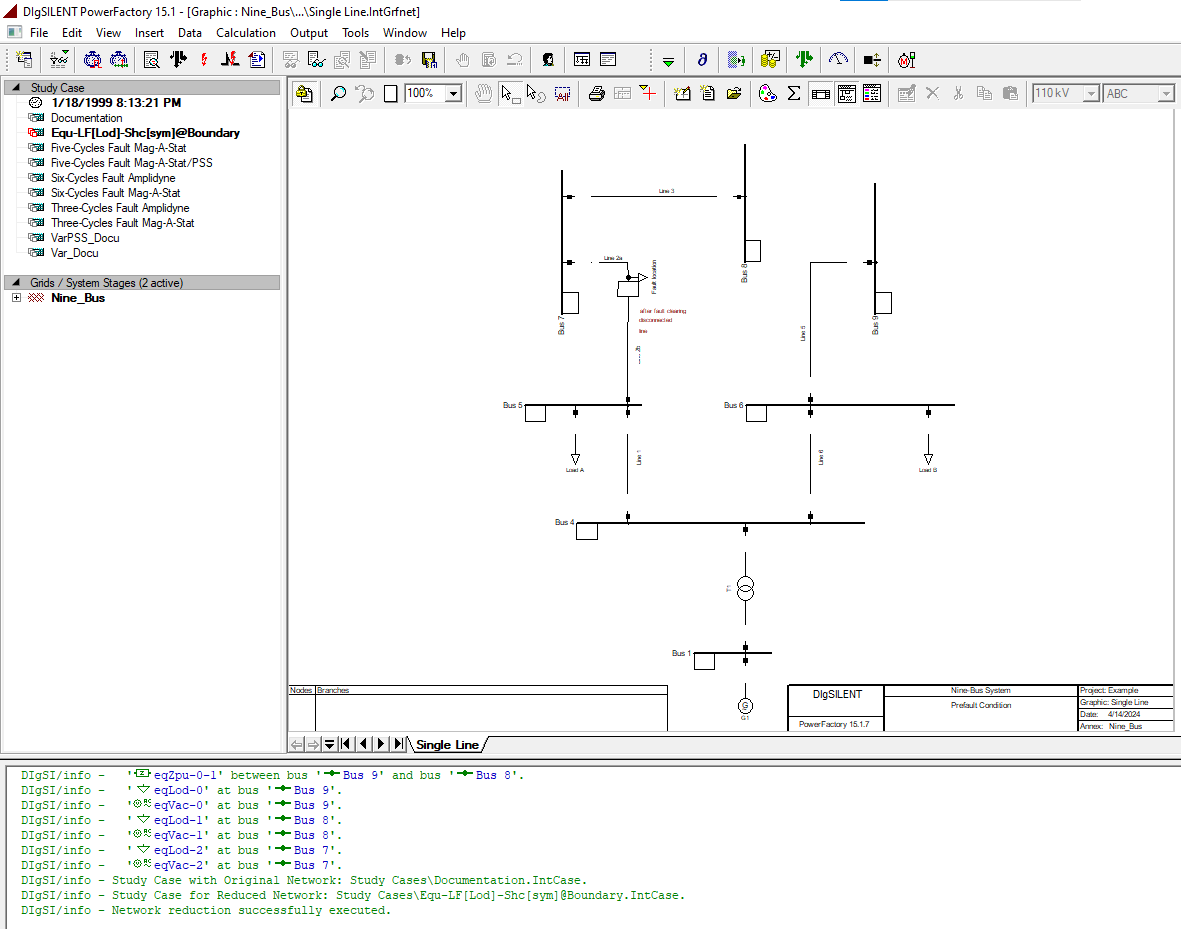 DIgSILENT PowerFactory 15.1 - [Graphic : Nine_Bus\...\Single Line.IntGrfnet]
File Edit View Insert Data Calculation Output Tools Window Help
100%
110 kV
ABC
Study Case
1/18/1999 8:13:21 PM
Documentation
Equ-LF[Lod]-Shc[sym]@Boundary
Five-Cycles Fault Mag-A-Stat
Five-Cycles Fault Mag-A-Stat/PSS
Six-Cycles Fault Amplidyne
Six-Cycles Fault Mag-A-Stat
Three-Cycles Fault Amplidyne
Three-Cycles Fault Mag-A-Stat
VarPSS_Docu
Var_Docu
Grids / System Stages (2 active)
Nine_Bus
Line 3
Line 2a
Fault location
Bus 8
Bus 7
Bus 9
after fault clearing
disconnected
line
Line 5
Bus 5
Bus 6
Load A
Line 1
Line 6
Load B
Bus 4
T1
Bus 1
G
G1
Nodes Branches
DIgSILENT
PowerFactory 15.1.7
Nine-Bus System
Prefault Condition
Project: Example
Graphic: Single Line
Date: 4/14/2024
Annex: Nine_Bus
Single Line
DIgSI/info - 'eqZpu-0-1' between bus 'Bus 9' and bus 'Bus 8'.
DIgSI/info - 'eqLod-0' at bus 'Bus 9'.
DIgSI/info - 'eqVac-0' at bus 'Bus 9'.
DIgSI/info - 'eqLod-1' at bus 'Bus 8'.
DIgSI/info - 'eqVac-1' at bus 'Bus 8'.
DIgSI/info - 'eqLod-2' at bus 'Bus 7'.
DIgSI/info - 'eqVac-2' at bus 'Bus 7'.
DIgSI/info - Study Case with Original Network: Study Cases\Documentation.IntCase.
DIgSI/info - Study Case for Reduced Network: Study Cases\Equ-LF[Lod]-Shc[sym]@Boundary.IntCase.
DIgSI/info - Network reduction successfully executed.